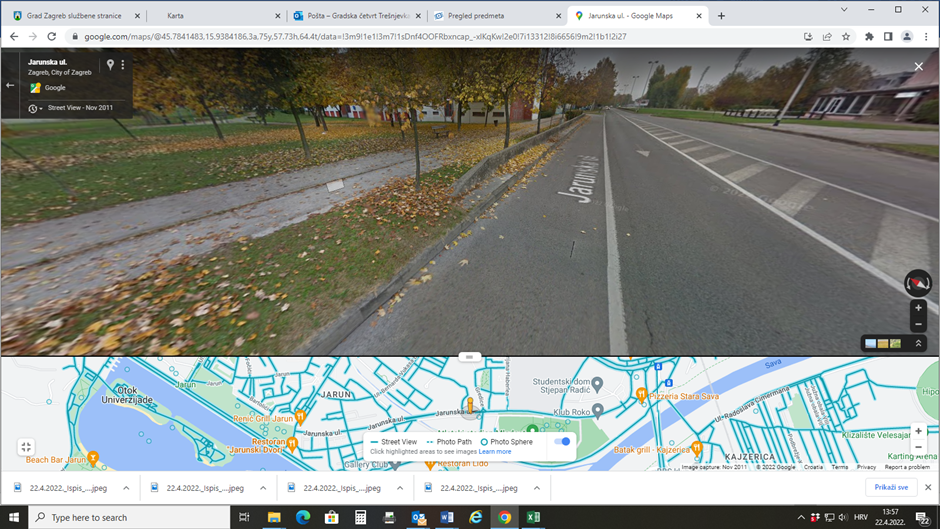 Grad Zagreb službene stranice
Karta
Pošta – Gradska četvrt Trešnjevk
Pregled predmeta
Jarunska ul. - Google Maps
google.com/maps/@45.7841483,15.9384186,3a,75y,57.73h,64.4t/data=!3m9!1e1!3m7!1sDnf4OOFRbxncap_-xIKqKw!2e0!7i13312!8i6656!9m2!1b1!2i27
Jarunska ul.
Zagreb, City of Zagreb
Google
Street View - Nov 2011
Jarunska ul.
Otok
Univerzijade
Jarun
JARUN
Renić Grill Jarun
Restoran
Jarunski Dvori
Beach Bar Jarun
Jarunska ul.
Jarunska ul.
Gallery Club
Restoran Lido
Studentski dom
Stjepan Radić
Klub Roko
Pizzeria Stara Sava
Sava
Ul. Radoslava Cimermana
Batak grill - Kajzerica
KAJZERICA
Klizalište Velesajam
Karting Arena
Hipo
Street View
Photo Path
Photo Sphere
Click highlighted areas to see images Learn more
Image capture: Nov 2011
© 2022 Google
Croatia
Terms
Privacy
Report a problem
22.4.2022._Ispis_....jpeg
22.4.2022._Ispis_....jpeg
22.4.2022._Ispis_....jpeg
22.4.2022._Ispis_....jpeg
Prikaži sve
Type here to search
HRV
13:57
22.4.2022.
22